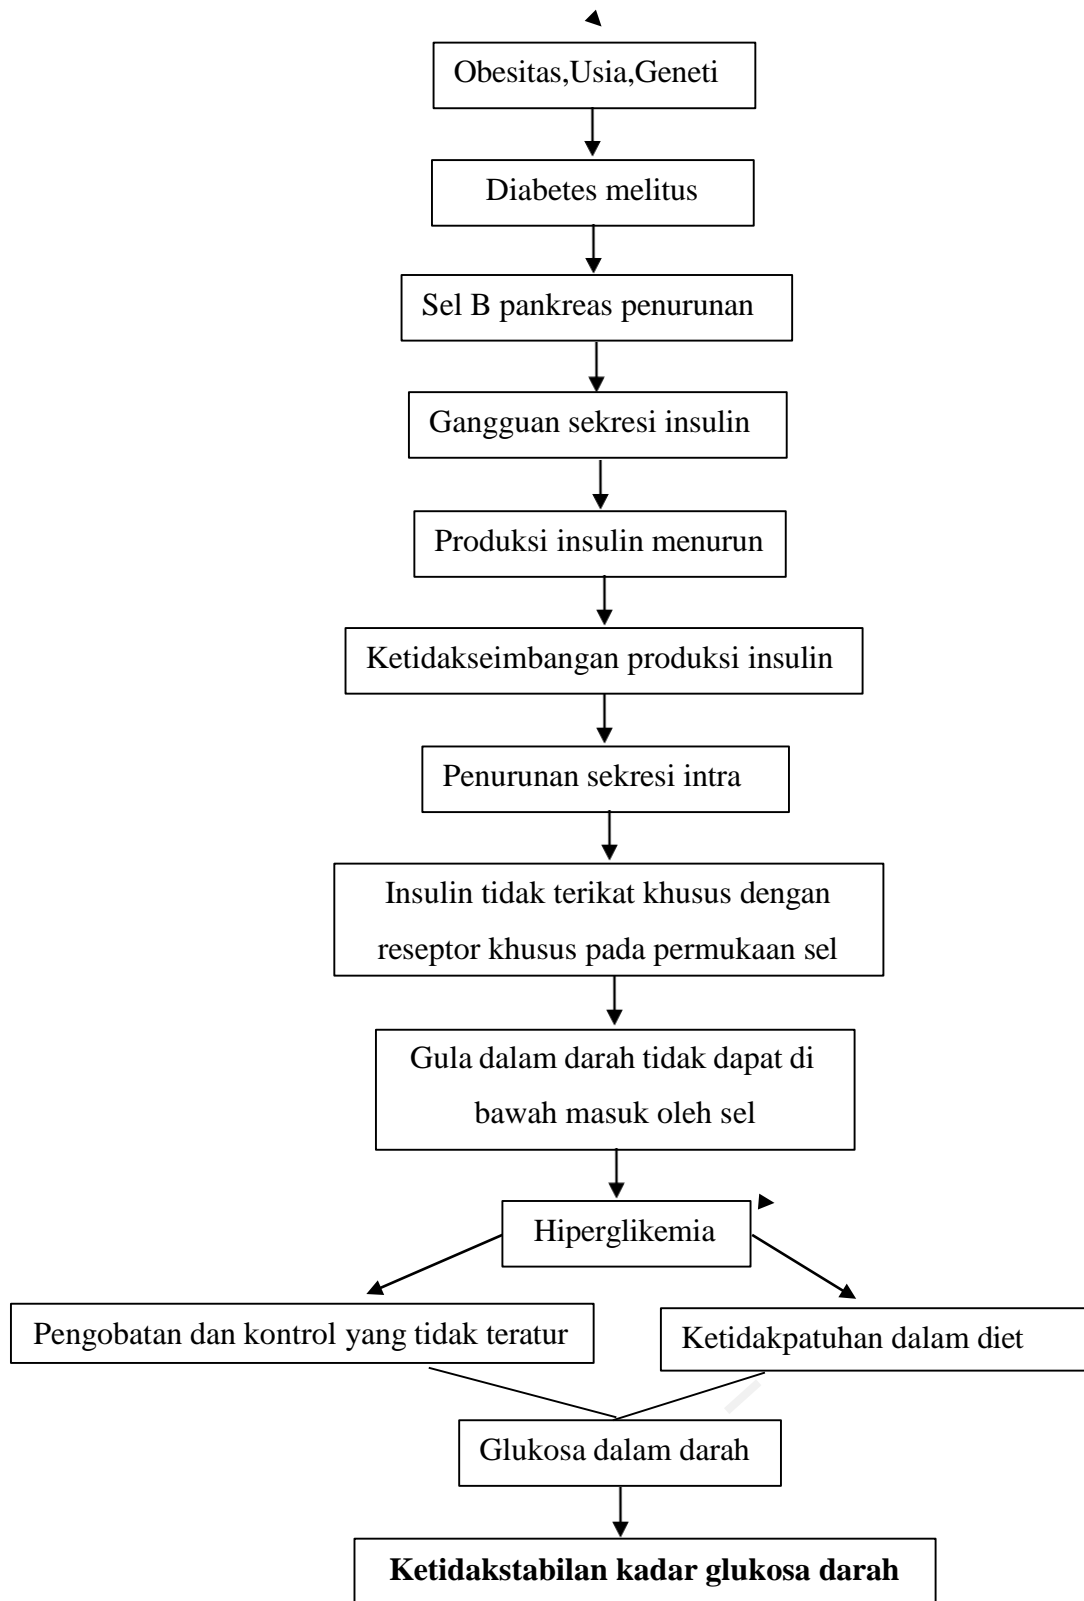 Obesitas,Usia,Geneti
Diabetes melitus
Sel B pankreas penurunan
Gangguan sekresi insulin
Produksi insulin menurun
Ketidakseimbangan produksi insulin
Penurunan sekresi intra
Insulin tidak terikat khusus dengan
reseptor khusus pada permukaan sel
Gula dalam darah tidak dapat di
bawah masuk oleh sel
Hiperglikemia
Pengobatan dan kontrol yang tidak teratur
Ketidakpatuhan dalam diet
Glukosa dalam darah
Ketidakstabilan kadar glukosa darah